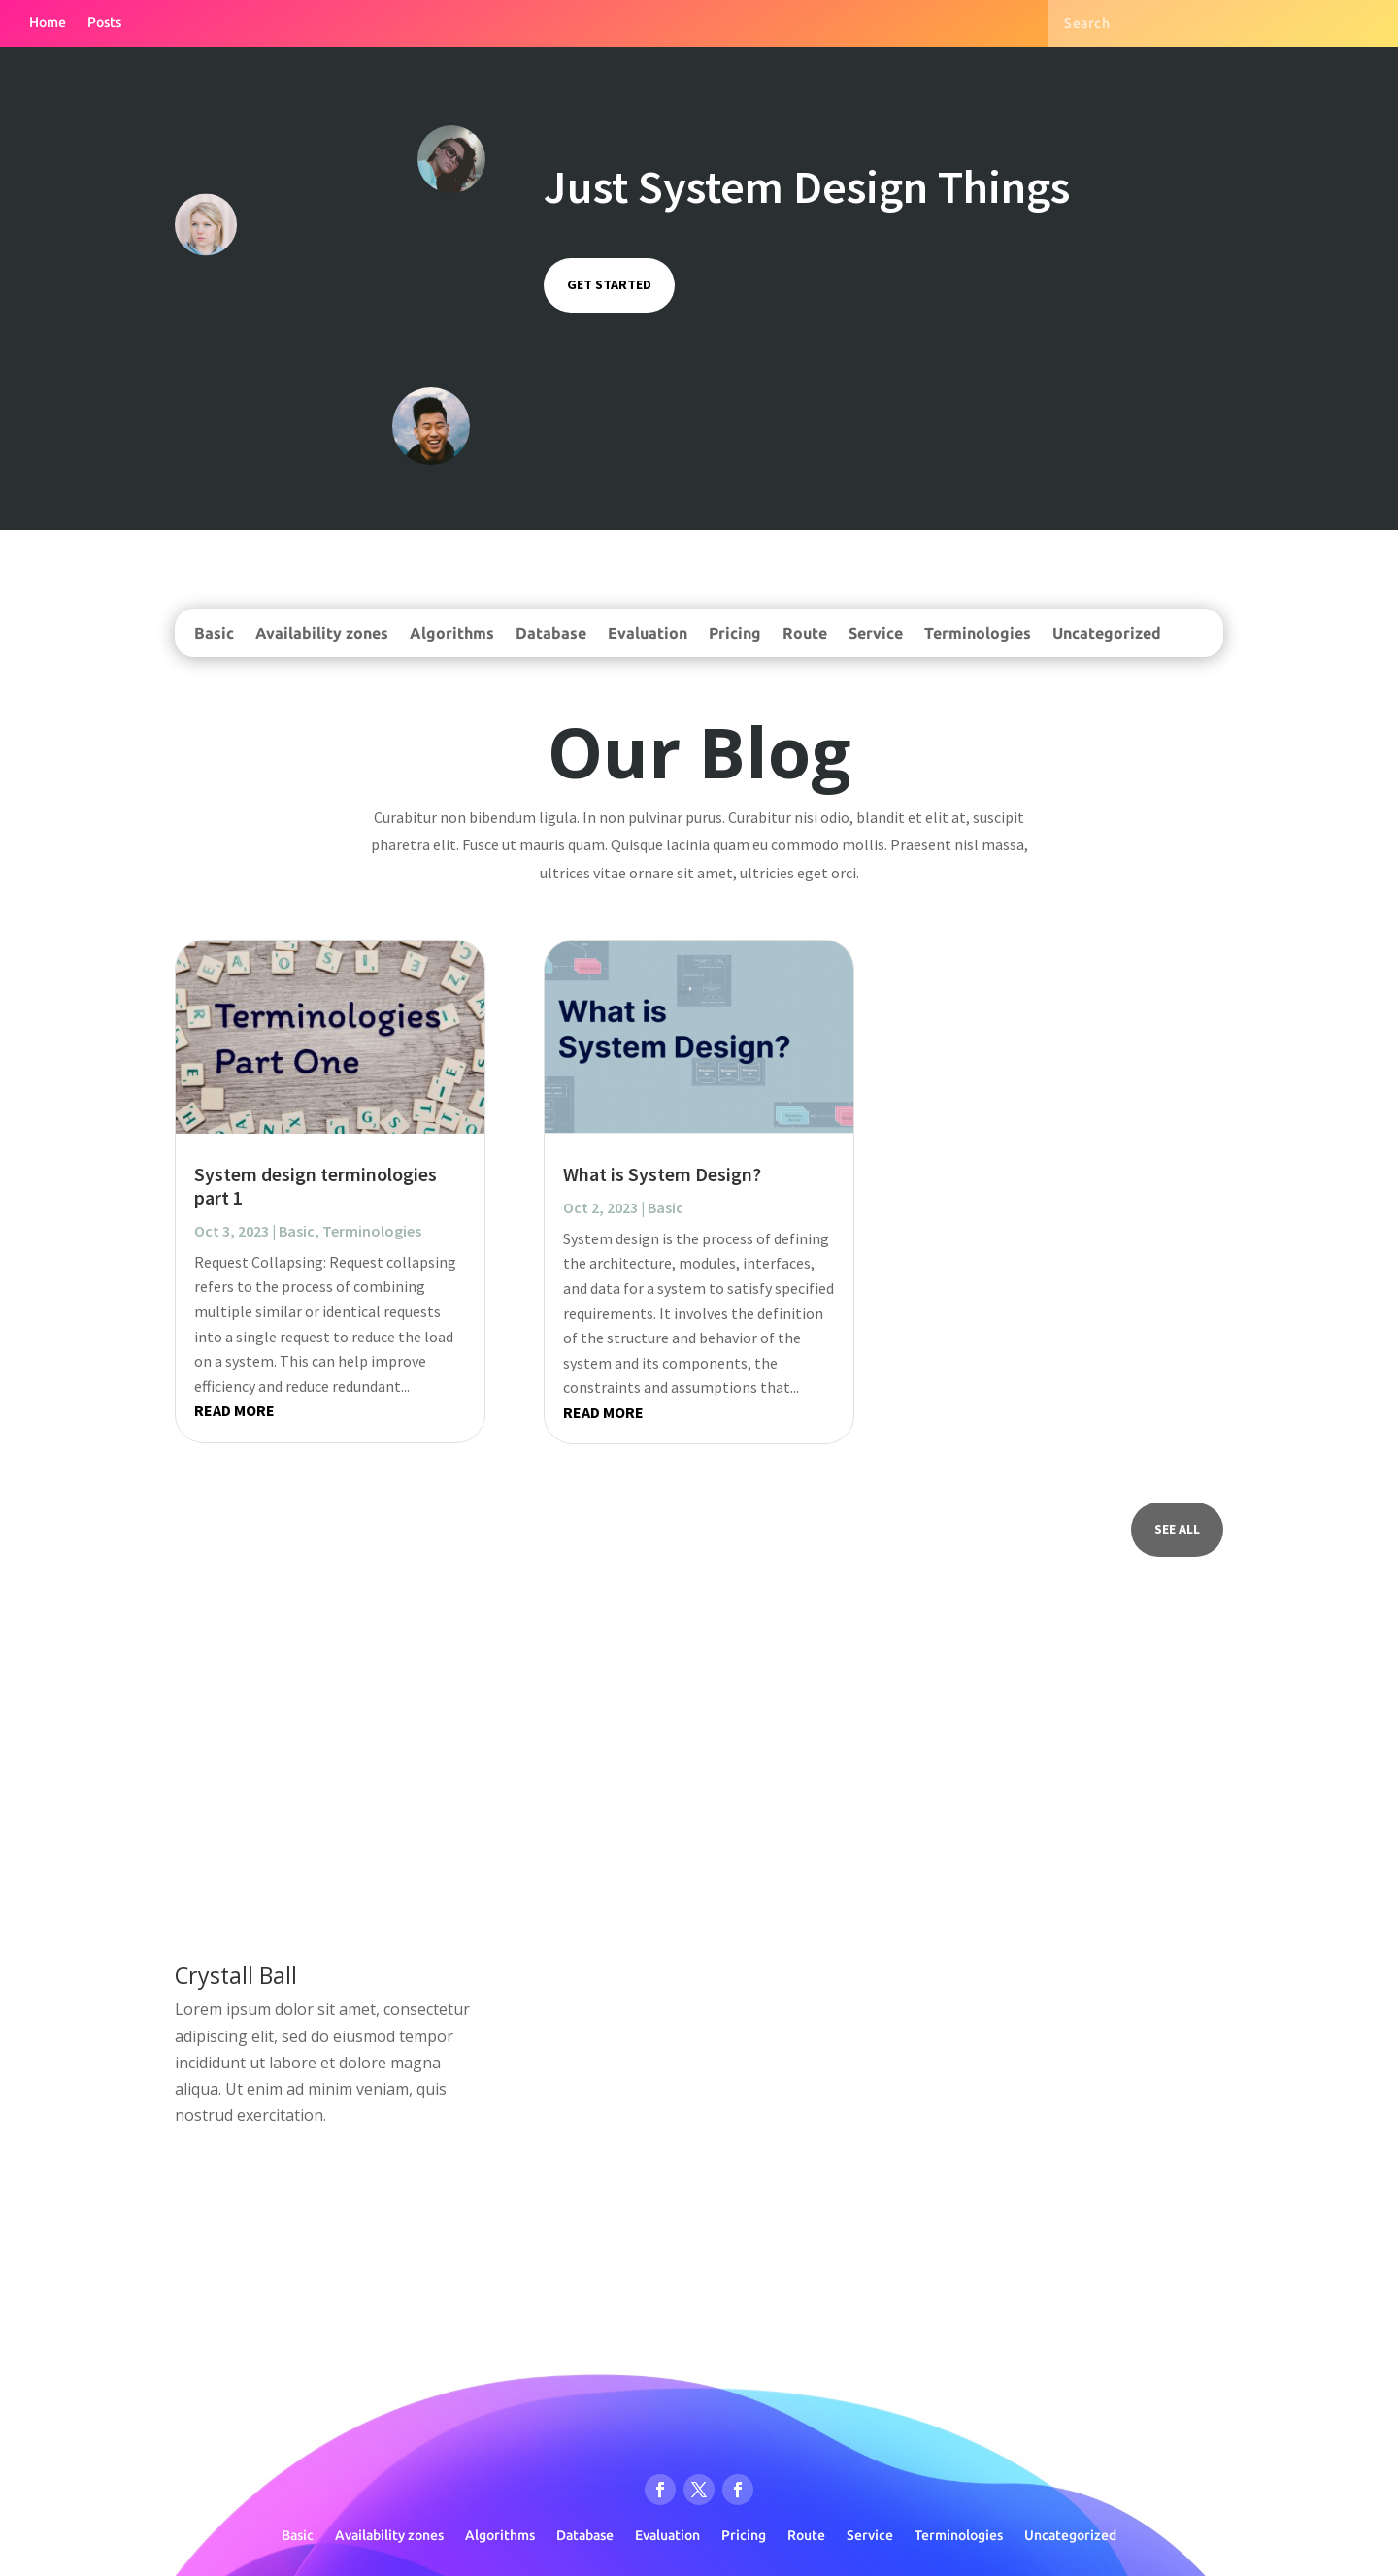 Home Posts Search
Just System Design Things
GET STARTED
Basic Availability zones Algorithms Database Evaluation Pricing Route Service Terminologies Uncategorized
Our Blog
Curabitur non bibendum ligula. In non pulvinar purus. Curabitur nisi odio, blandit et elit at, suscipit
pharetra elit. Fusce ut mauris quam. Quisque lacinia quam eu commodo mollis. Praesent nisl massa,
ultrices vitae ornare sit amet, ultricies eget orci.
Terminologies
Part One
System design terminologies
part 1
Oct 3, 2023 | Basic, Terminologies
Request Collapsing: Request collapsing
refers to the process of combining
multiple similar or identical requests
into a single request to reduce the load
on a system. This can help improve
efficiency and reduce redundant...
READ MORE
What is
System Design?
What is System Design?
Oct 2, 2023 | Basic
System design is the process of defining
the architecture, modules, interfaces,
and data for a system to satisfy specified
requirements. It involves the definition
of the structure and behavior of the
system and its components, the
constraints and assumptions that...
READ MORE
SEE ALL
Crystall Ball
Lorem ipsum dolor sit amet, consectetur
adipiscing elit, sed do eiusmod tempor
incididunt ut labore et dolore magna
aliqua. Ut enim ad minim veniam, quis
nostrud exercitation.
Basic Availability zones Algorithms Database Evaluation Pricing Route Service Terminologies Uncategorized